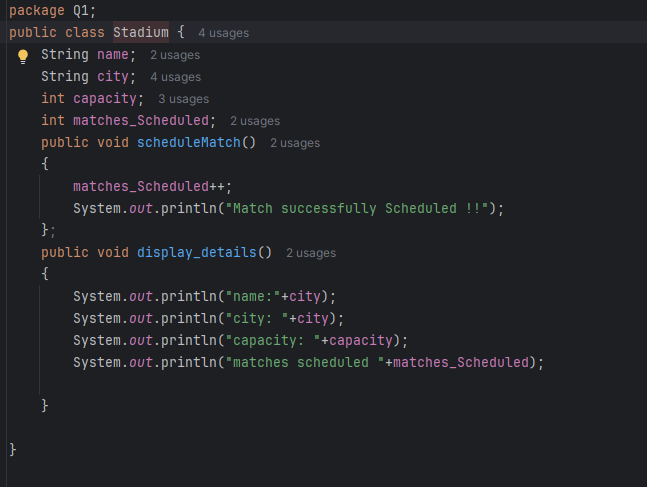 package Q1;
public class Stadium {  4 usages
    String name;  2 usages
    String city;  4 usages
    int capacity;  3 usages
    int matches_Scheduled;  2 usages
    public void scheduleMatch()  2 usages
    {
        matches_Scheduled++;
        System.out.println("Match successfully Scheduled !!");
    };
    public void display_details()  2 usages
    {
        System.out.println("name:"+city);
        System.out.println("city: "+city);
        System.out.println("capacity: "+capacity);
        System.out.println("matches scheduled "+matches_Scheduled);
    }
}